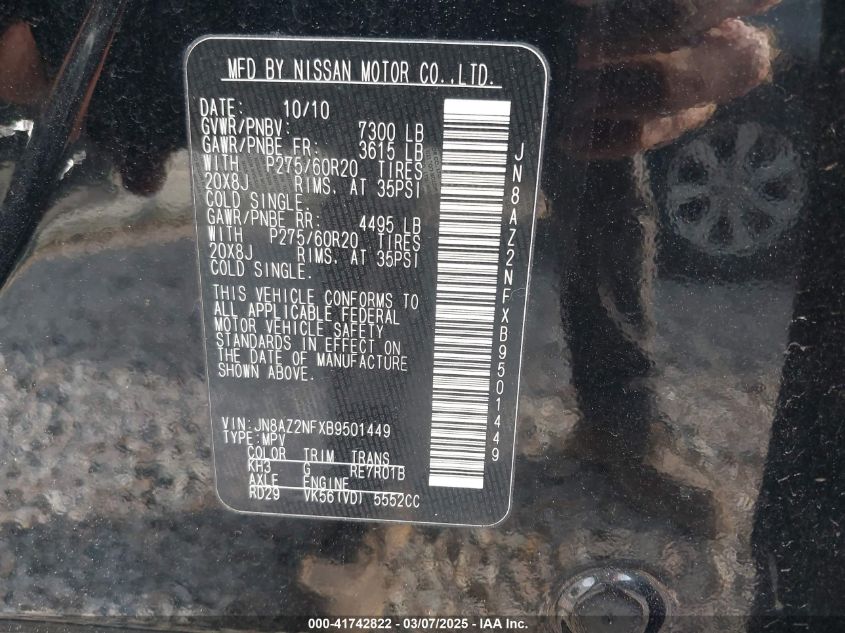 MFD BY NISSAN MOTOR CO.,LTD.
DATE: 10/10
GVWR/PNBV: 7300 LB
GAWR/PNBE FR: 3615 LB
WITH P275/60R20 TIRES
20X8J RIMS. AT 35PSI
COLD SINGLE.
GAWR/PNBE RR: 4495 LB
WITH P275/60R20 TIRES
20X8J RIMS. AT 35PSI
COLD SINGLE.
THIS VEHICLE CONFORMS TO
ALL APPLICABLE FEDERAL
MOTOR VEHICLE SAFETY
STANDARDS IN EFFECT ON
THE DATE OF MANUFACTURE
SHOWN ABOVE.
VIN:JN8AZ2NFXB9501449
TYPE:MPV
COLOR TRIM TRANS
KH3 G RE7R01B
AXLE ENGINE
RD29 VK56(VD) 5552CC
JN8AZ2NFXB9501449
000-41742822 — 03/07/2025 — IAA Inc.